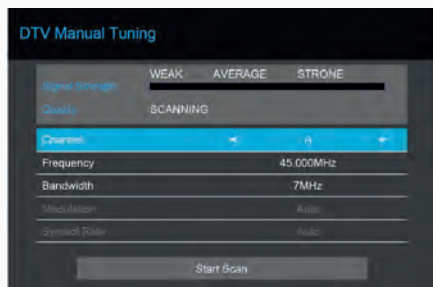 DTV Manual Tuning
WEAK AVERAGE STRONE
Signal Strength
Quality SCANNING
Channel A
Frequency 45.000MHz
Bandwidth 7MHz
Modulation Auto
Symbol Rate Auto
Start Scan